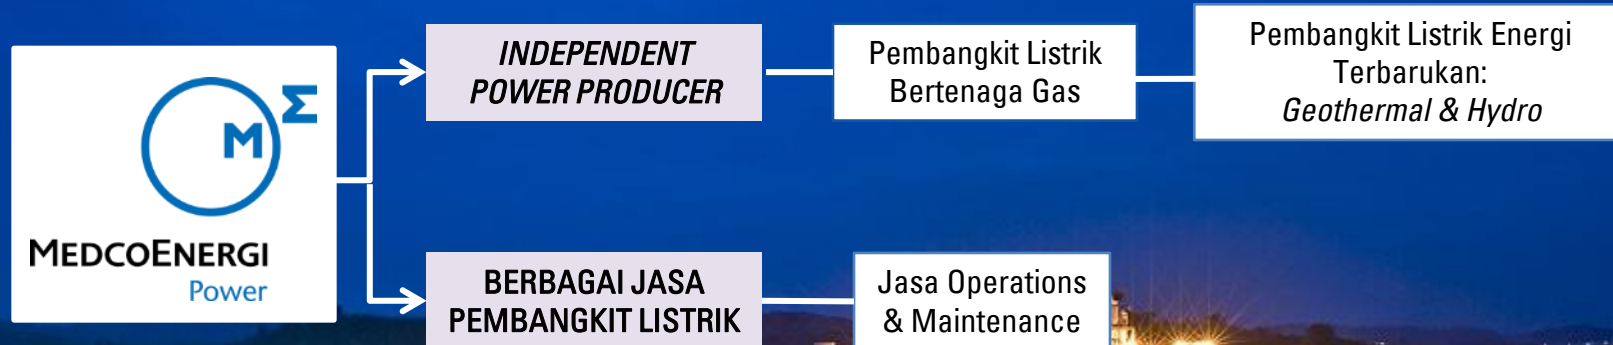 M
Σ
MEDCOENERGI
Power
INDEPENDENT
POWER PRODUCER
Pembangkit Listrik
Bertenaga Gas
Pembangkit Listrik Energi
Terbarukan:
Geothermal & Hydro
BERBAGAI JASA
PEMBANGKIT LISTRIK
Jasa Operations
& Maintenance